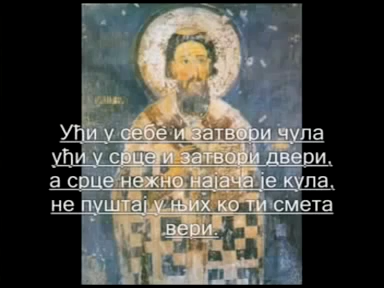 Уђи у себе и затвори чула
уђи у срце и затвори двери,
а срце нежно најача је кула,
не пуштај у њих ко ти смета
вери.